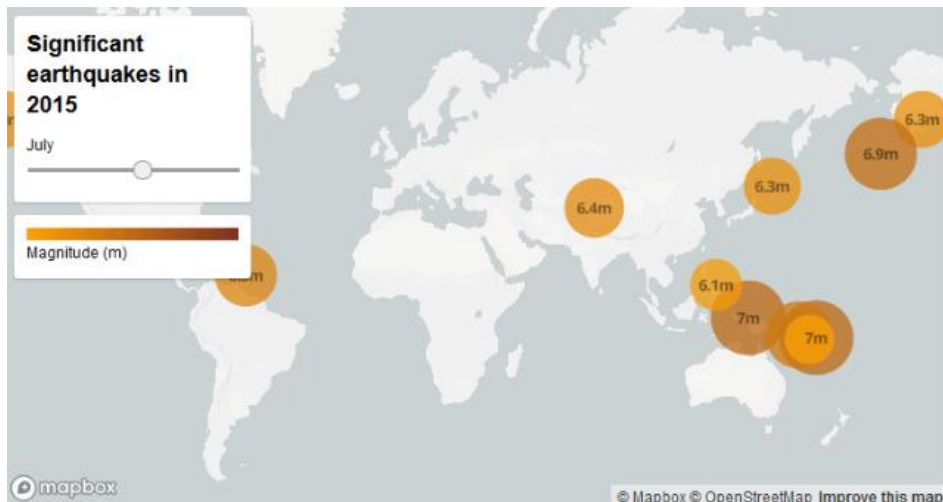 Significant
earthquakes in
2015
July
Magnitude (m)
6.3m
6.9m
6.3m
6.4m
6.1m
7m
7m
mapbox
© Mapbox © OpenStreetMap Improve this map